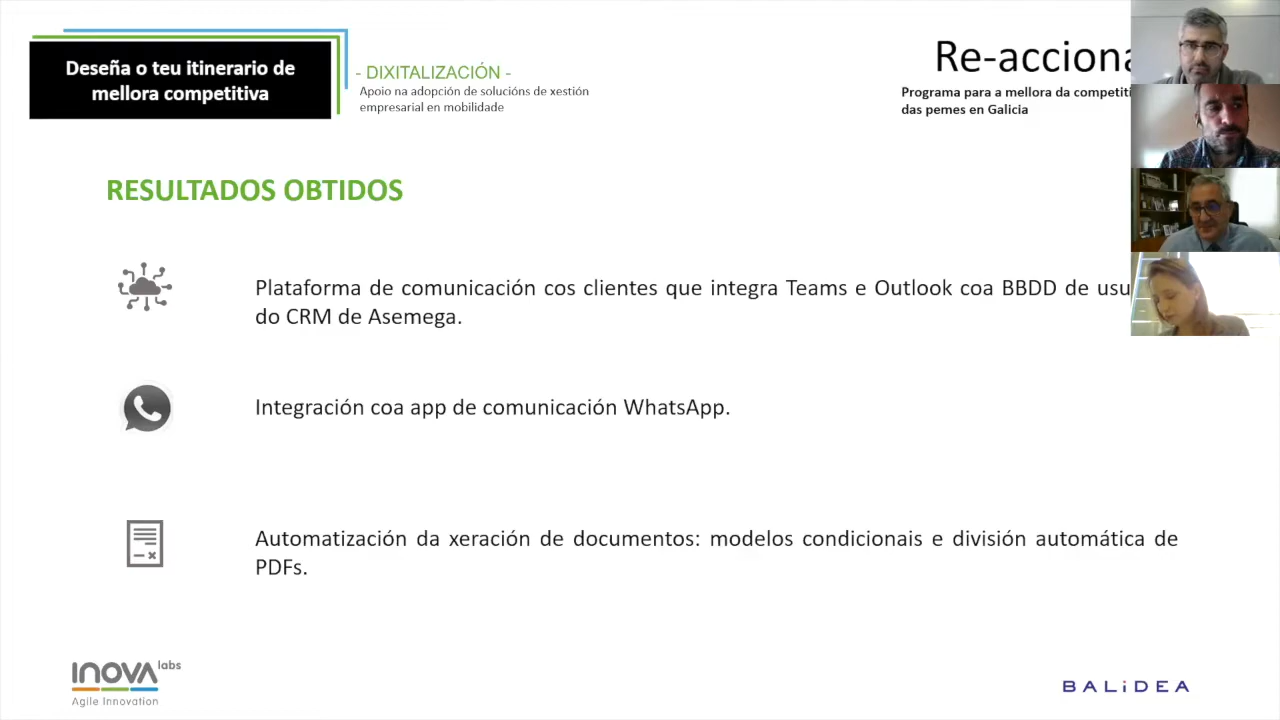 Deseña o teu itinerario de
mellora competitiva
- DIXITALIZACIÓN -
Apoio na adopción de solucións de xestión
empresarial en mobilidade
Re-acciona
Programa para a mellora da
das pemes en Galicia
RESULTADOS OBTIDOS
Plataforma de comunicación cos clientes que integra Teams e Outlook coa BBDD de
do CRM de Asemega.
Integración coa app de comunicación WhatsApp.
Automatización da xeración de documentos: modelos condicionais e división automática de
PDFs.
INOVA labs
Agile Innovation
BALiDEA